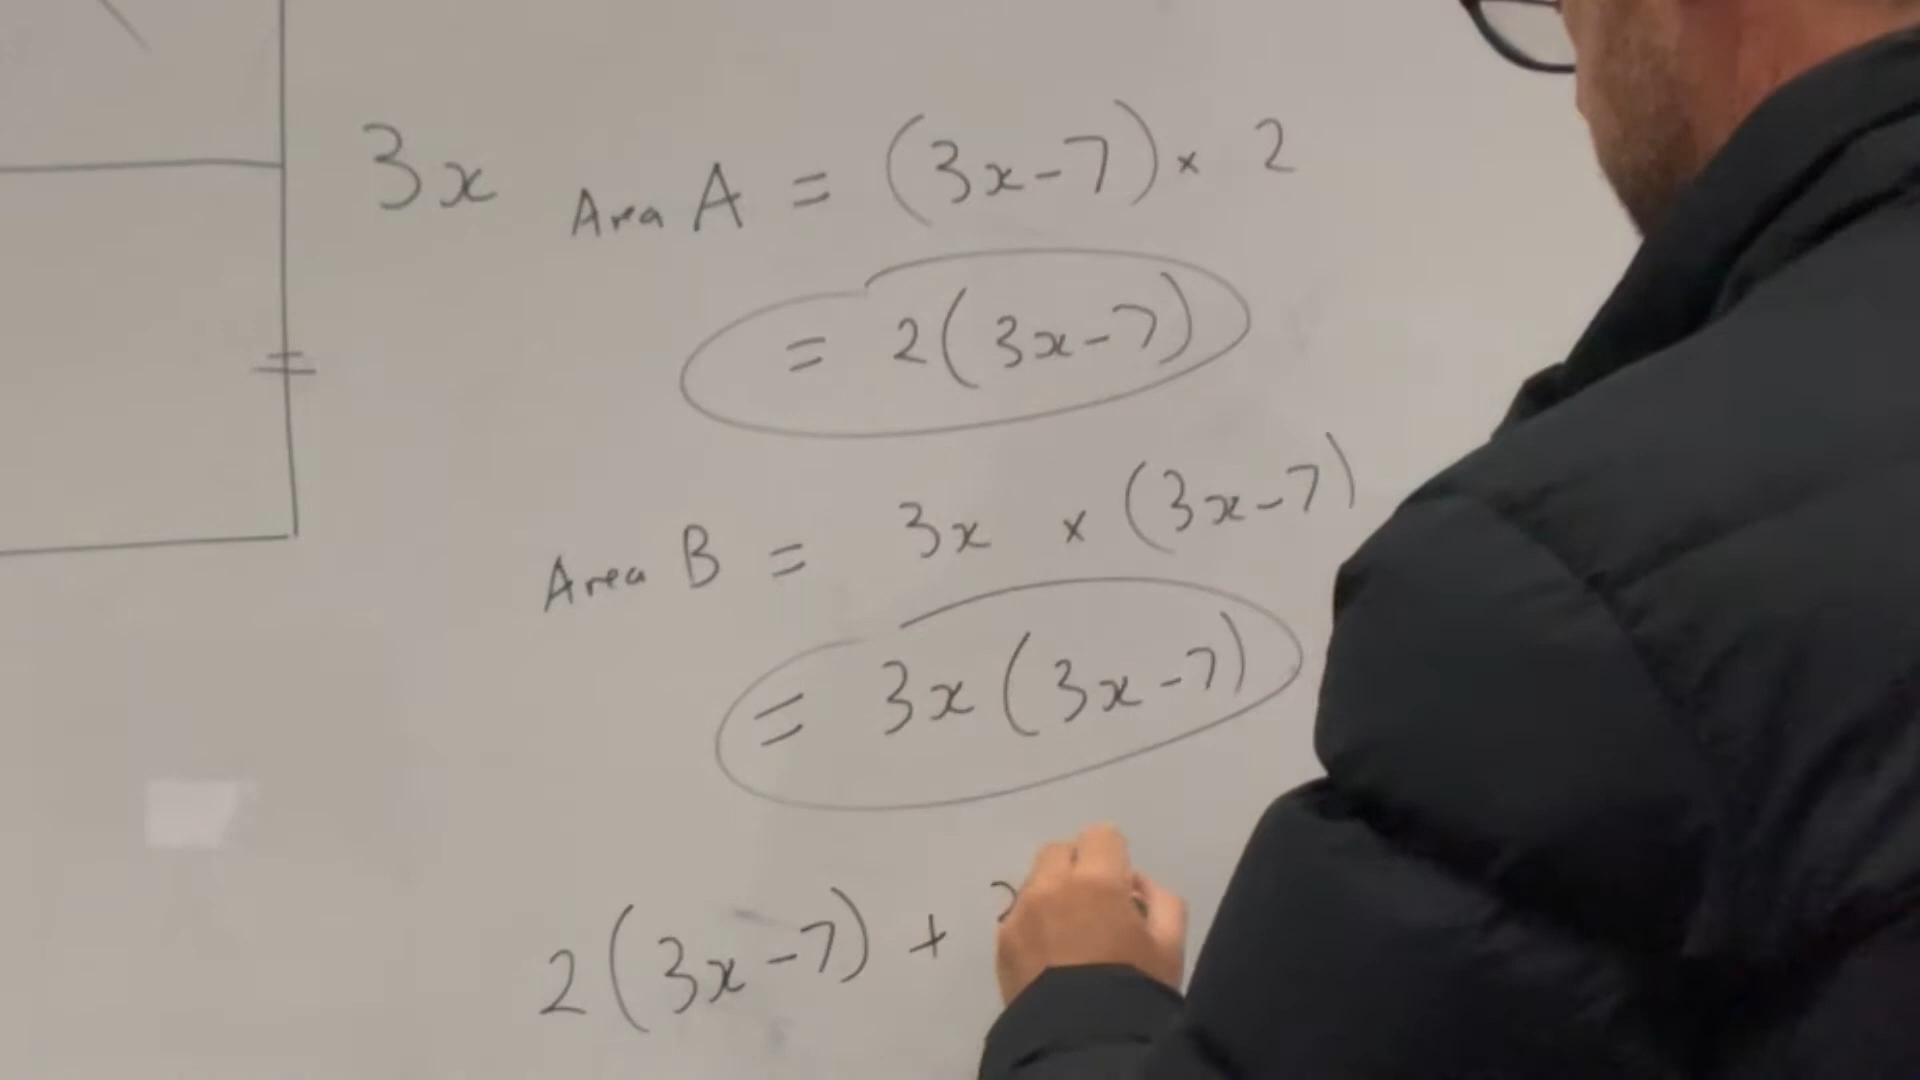 3x
Area A = (3x-7) × 2
= 2(3x-7)
Area B = 3x × (3x-7)
= 3x(3x-7)
2(3x-7) +